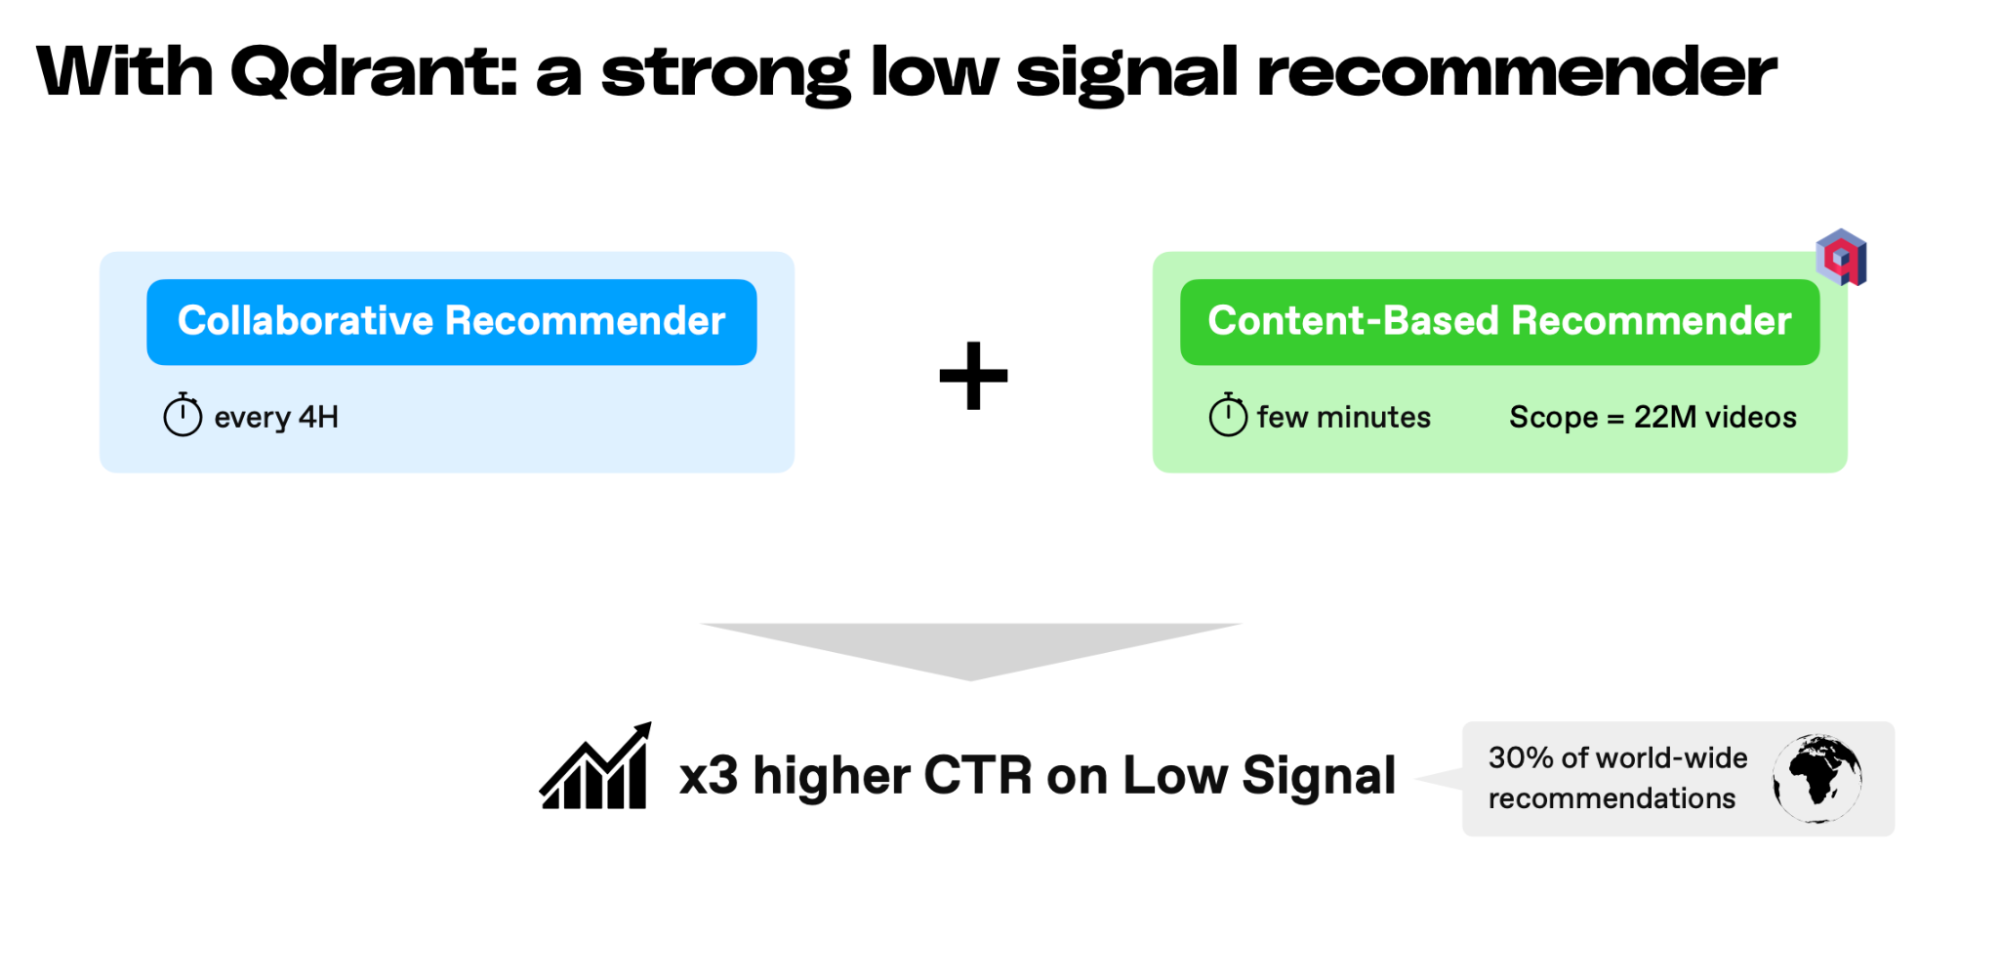 With Qdrant: a strong low signal recommender
Collaborative Recommender
every 4H
+
Content-Based Recommender
few minutes
Scope = 22M videos
x3 higher CTR on Low Signal
30% of world-wide
recommendations